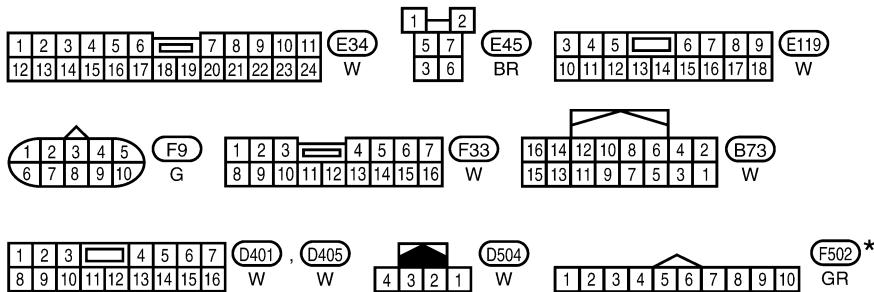 1 2 3 4 5 6 7 8 9 10 11 E34
12 13 14 15 16 17 18 19 20 21 22 23 24 W
1 2
5 7 E45
3 6 BR
3 4 5 6 7 8 9 E119
10 11 12 13 14 15 16 17 18 W
1 2 3 4 5 F9
6 7 8 9 10 G
1 2 3 4 5 6 7 F33
8 9 10 11 12 13 14 15 16 W
16 14 12 10 8 6 4 2 B73
15 13 11 9 7 5 3 1 W
1 2 3 4 5 6 7 D401 , D405
8 9 10 11 12 13 14 15 16 W W
D504
4 3 2 1 W
F502 *
1 2 3 4 5 6 7 8 9 10 GR